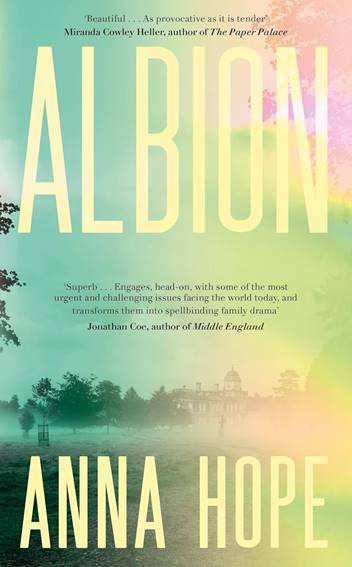 ‘Beautiful . . . As provocative as it is tender’
Miranda Cowley Heller, author of The Paper Palace
ALBION
‘Superb . . . Engages, head-on, with some of the most
urgent and challenging issues facing the world today, and
transforms them into spellbinding family drama’
Jonathan Coe, author of Middle England
ANNA HOPE